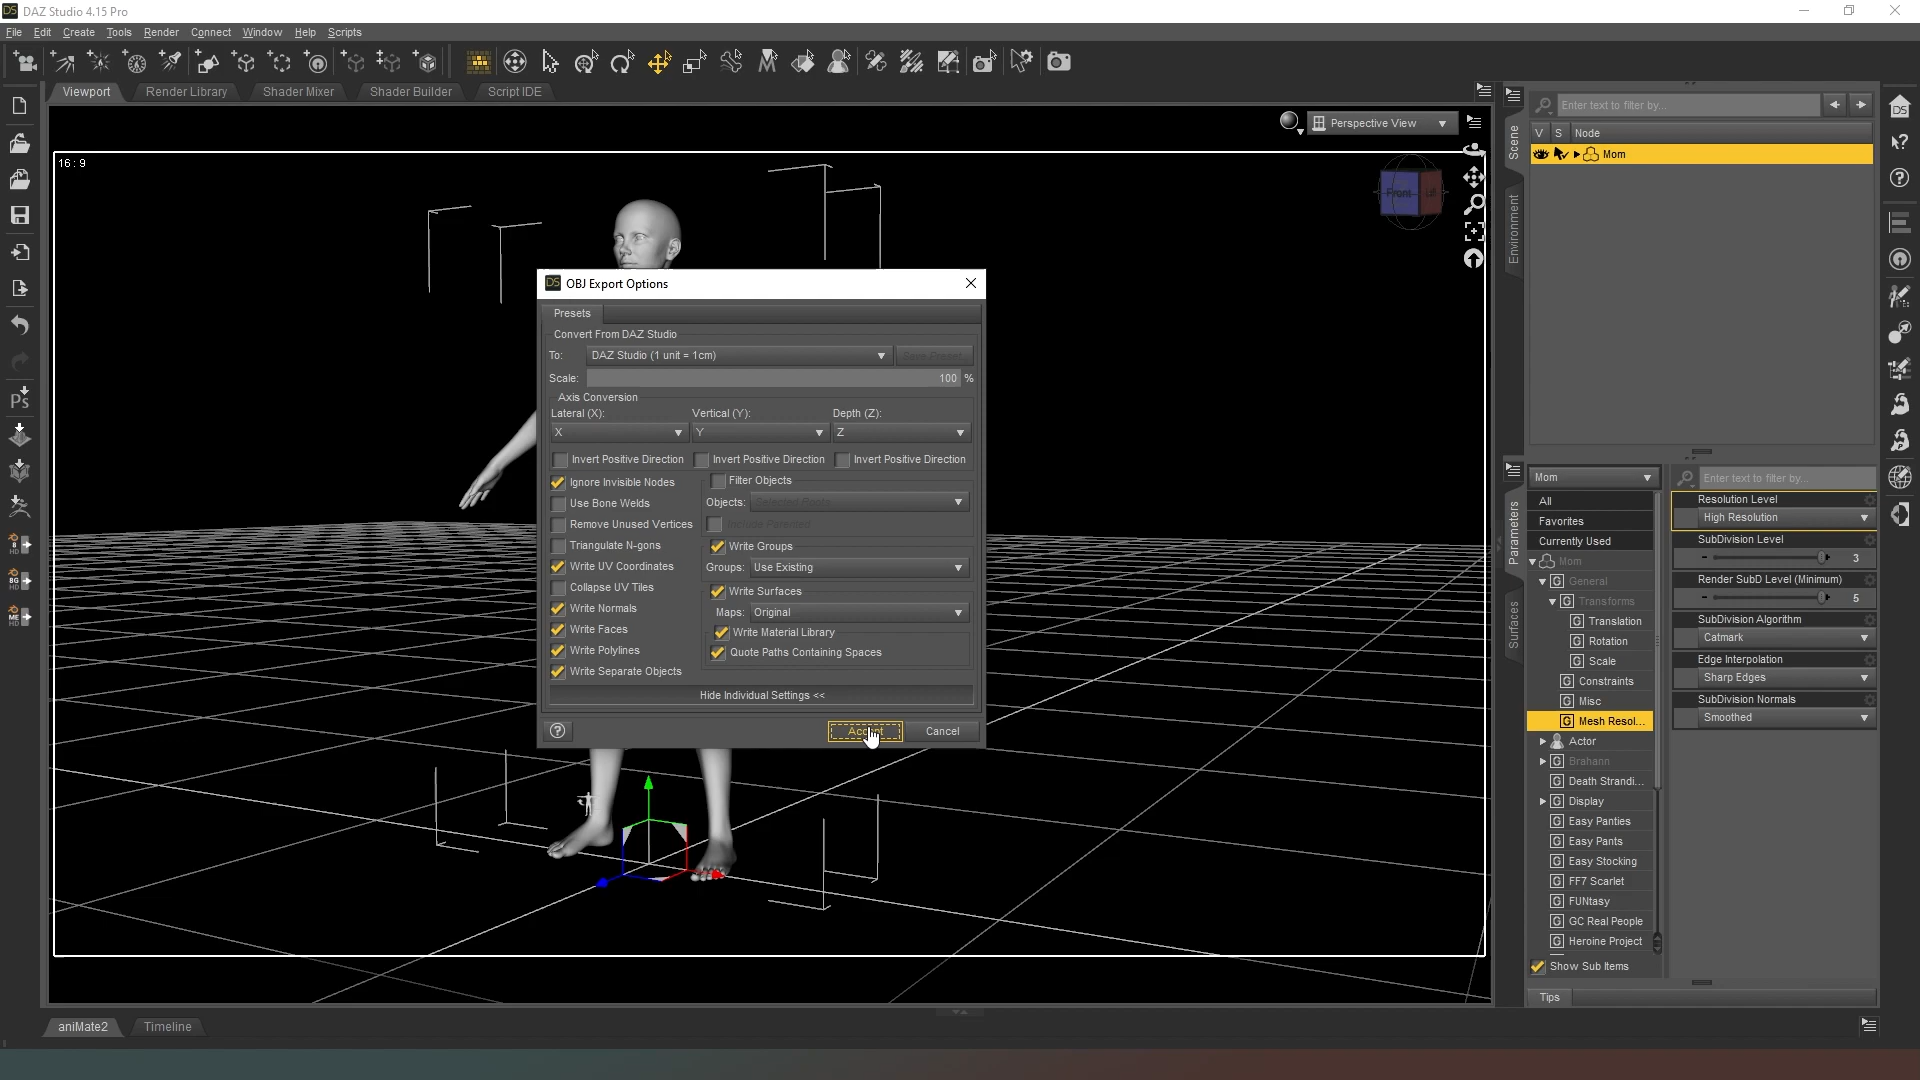 DAZ Studio 4.15 Pro
File Edit Create Tools Render Connect Window Help Scripts
Viewport Render Library Shader Mixer Shader Builder Script IDE
16 : 9
Perspective View
Front
OBJ Export Options
Presets
Convert From DAZ Studio
To: DAZ Studio (1 unit = 1cm) Save Preset...
Scale: 100 %
Axis Conversion
Lateral (X): Vertical (Y): Depth (Z):
X Y Z
Invert Positive Direction Invert Positive Direction Invert Positive Direction
Ignore Invisible Nodes
Use Bone Welds
Remove Unused Vertices
Triangulate N-gons
Write UV Coordinates
Collapse UV Tiles
Write Normals
Write Faces
Write Polylines
Write Separate Objects
Filter Objects
Objects: Selected Roots
Include Parented
Write Groups
Groups: Use Existing
Write Surfaces
Maps: Original
Write Material Library
Quote Paths Containing Spaces
Hide Individual Settings <<
Accept Cancel
Scene
Environment
Enter text to filter by...
V S Node
Mom
Parameters
Surfaces
Mom
Enter text to filter by...
All
Favorites
Currently Used
Mom
General
Transforms
Translation
Rotation
Scale
Constraints
Misc
Mesh Resol...
Actor
Brahann
Death Strandi...
Display
Easy Panties
Easy Pants
Easy Stocking
FF7 Scarlet
FUNtasy
GC Real People
Heroine Project
Show Sub Items
Resolution Level
High Resolution
SubDivision Level
3
Render SubD Level (Minimum)
5
SubDivision Algorithm
Catmark
Edge Interpolation
Sharp Edges
SubDivision Normals
Smoothed
Tips
aniMate2 Timeline